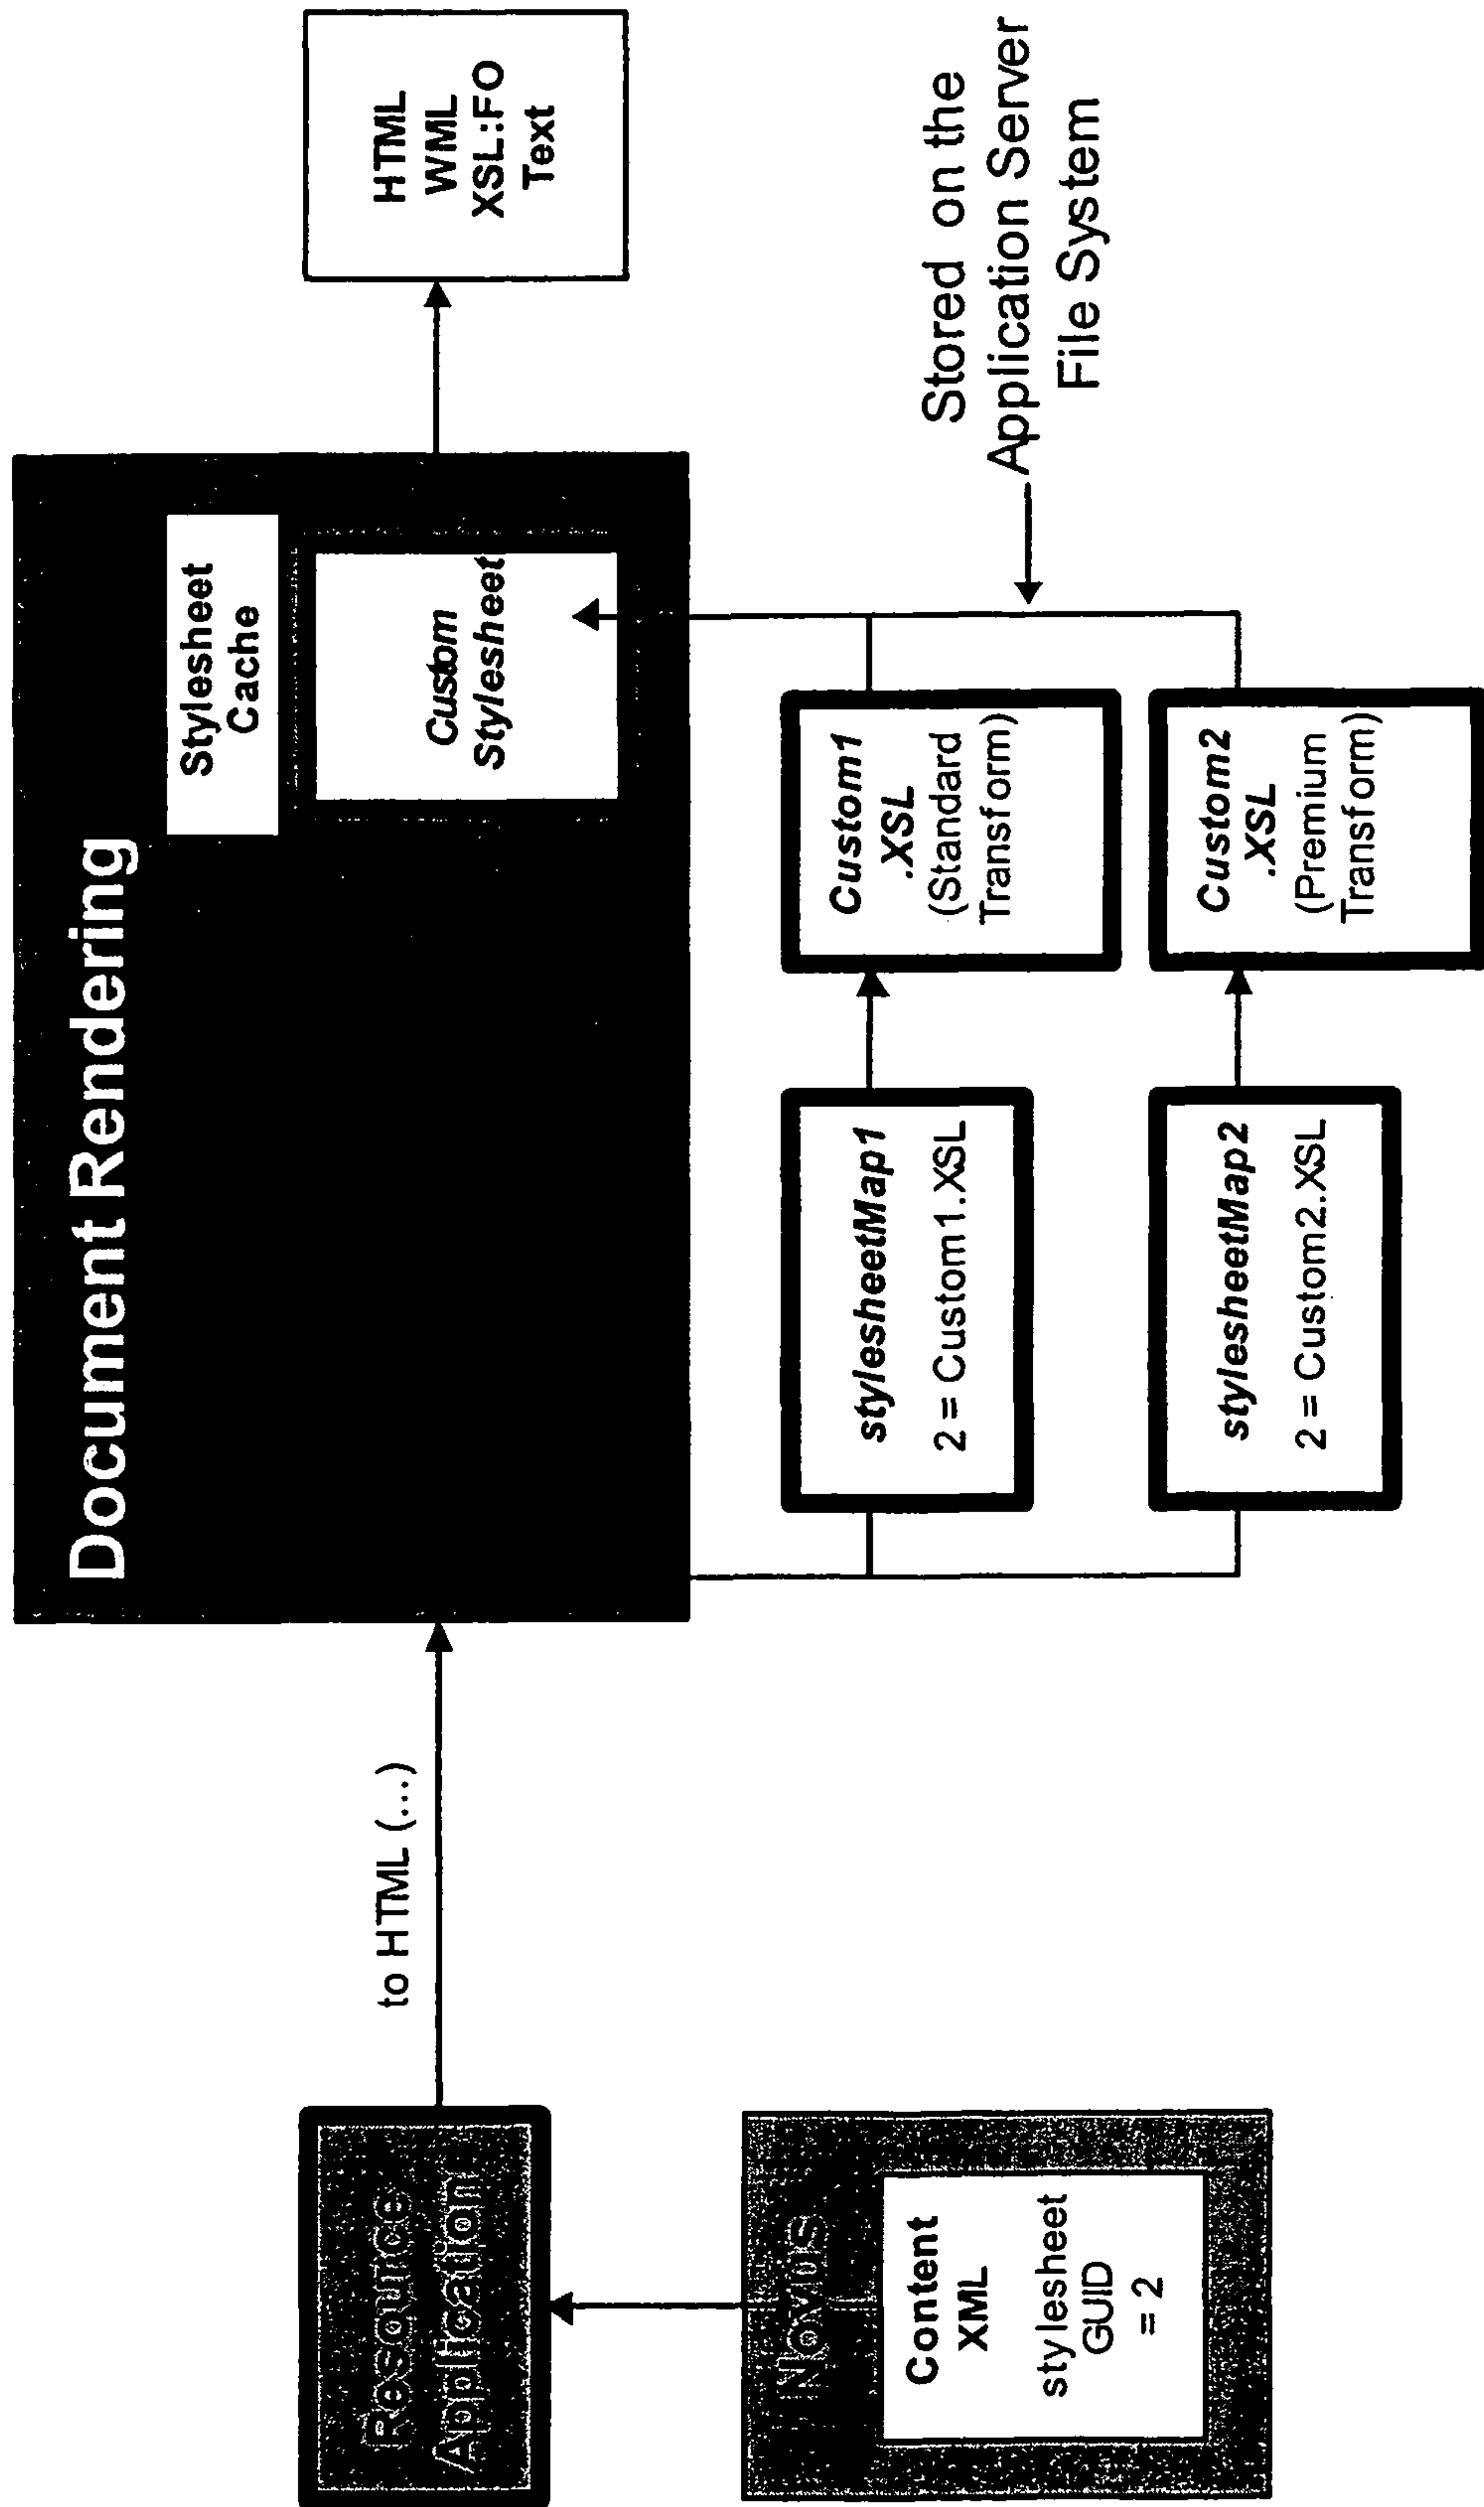 Document Rendering
Stylesheet
Cache
Custom
Stylesheet
HTML
WML
XSL:FO
Text
to HTML (...)
Resource
Application
Novus
Content
XML
stylesheet
GUID
= 2
stylesheetMap1
2 = Custom1.XSL
Custom1
.XSL
(Standard
Transform)
stylesheetMap2
2 = Custom2.XSL
Custom2
.XSL
(Premium
Transform)
Stored on the
Application Server
File System